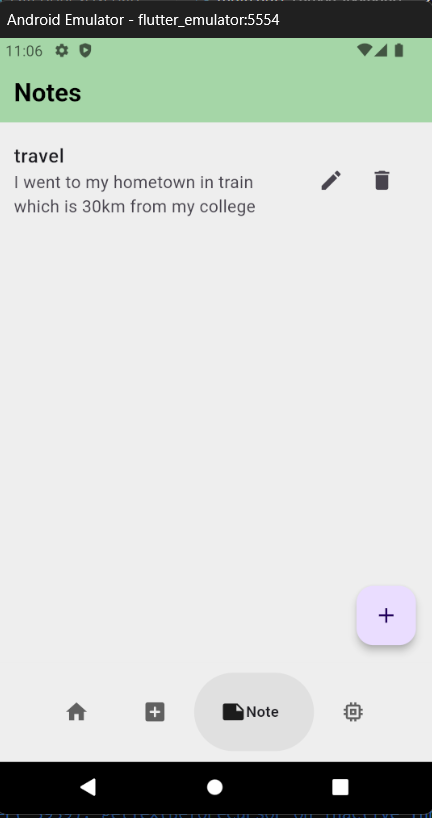 Android Emulator - flutter_emulator:5554
11:06
Notes
travel
I went to my hometown in train
which is 30km from my college
Note